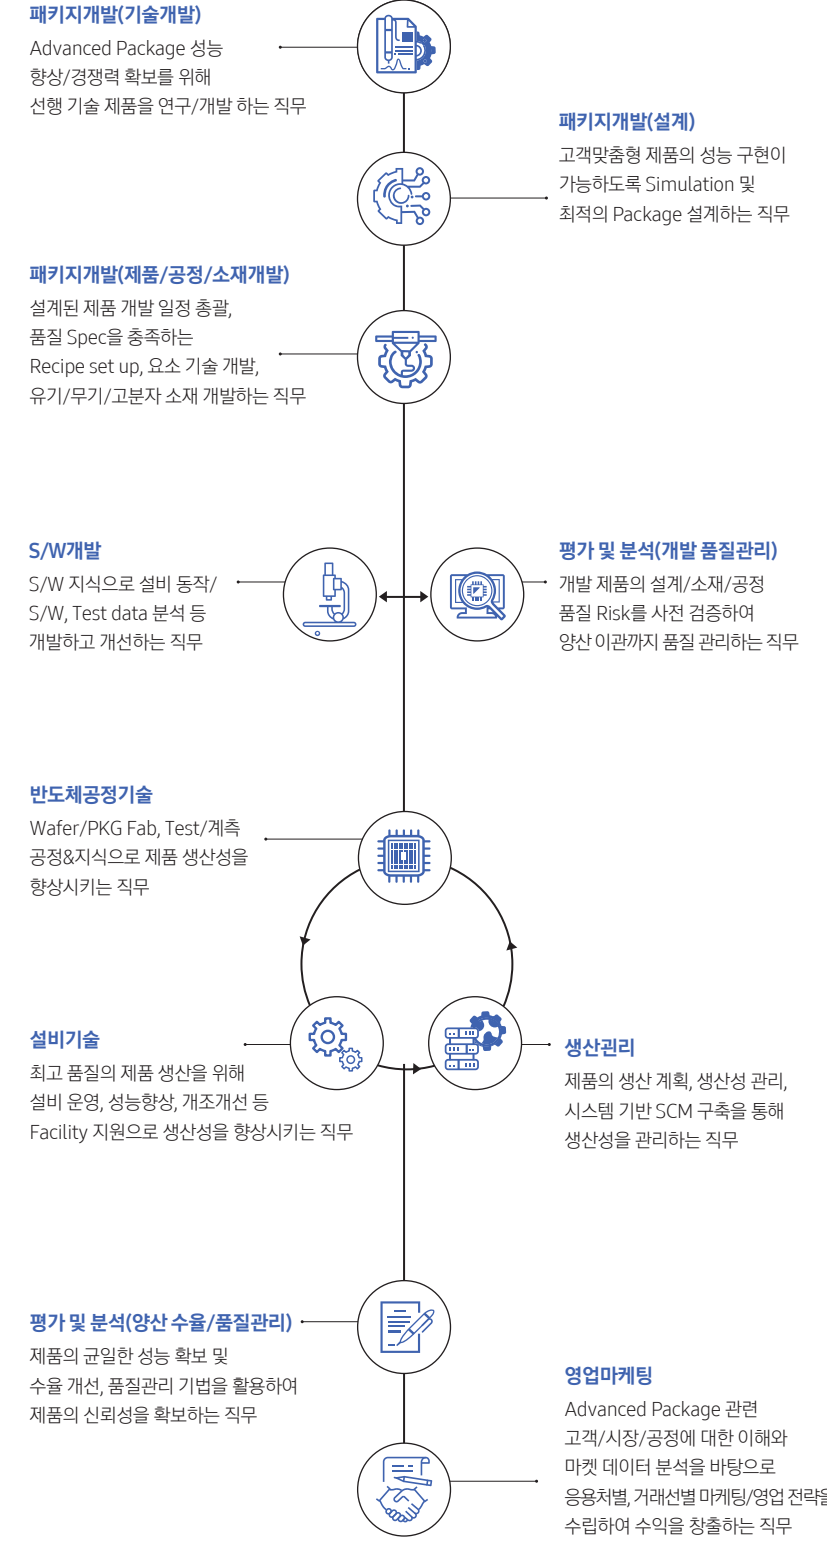 패키지개발(기술개발)
Advanced Package 성능
향상/경쟁력 확보를 위해
선행 기술 제품을 연구/개발 하는 직무
패키지개발(설계)
고객맞춤형 제품의 성능 구현이
가능하도록 Simulation 및
최적의 Package 설계하는 직무
패키지개발(제품/공정/소재개발)
설계된 제품 개발 일정 총괄,
품질 Spec을 충족하는
Recipe set up, 요소 기술 개발,
유기/무기/고분자 소재 개발하는 직무
S/W개발
S/W 지식으로 설비 동작/
S/W, Test data 분석 등
개발하고 개선하는 직무
평가 및 분석(개발 품질관리)
개발 제품의 설계/소재/공정
품질 Risk를 사전 검증하여
양산 이관까지 품질 관리하는 직무
반도체공정기술
Wafer/PKG Fab, Test/계측
공정&지식으로 제품 생산성을
향상시키는 직무
설비기술
최고 품질의 제품 생산을 위해
설비 운영, 성능향상, 개조개선 등
Facility 지원으로 생산성을 향상시키는 직무
생산괸리
제품의 생산 계획, 생산성 관리,
시스템 기반 SCM 구축을 통해
생산성을 관리하는 직무
평가 및 분석(양산 수율/품질관리)
제품의 균일한 성능 확보 및
수율 개선, 품질관리 기법을 활용하여
제품의 신뢰성을 확보하는 직무
영업마케팅
Advanced Package 관련
고객/시장/공정에 대한 이해와
마켓 데이터 분석을 바탕으로
응용처별, 거래선별 마케팅/영업 전략을
수립하여 수익을 창출하는 직무